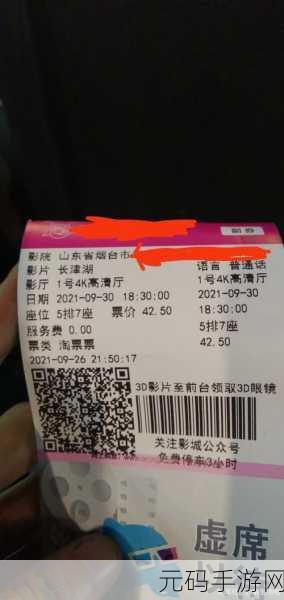 副券
影院 山东省烟台市
影片 长津湖 语言 普通话
影厅 1号4K高清厅 1号4K高清厅
日期 2021-09-30 18:30:00 2021-09-30
座位 5排7座 票价 42.50 18:30:00
服务费 0.00 5排7座
票类 淘票票 42.50
2021-09-26 21:50:17
3D影片至前台领取3D眼镜
关注影城公众号
免费停车3小时
虚席
元码手游网